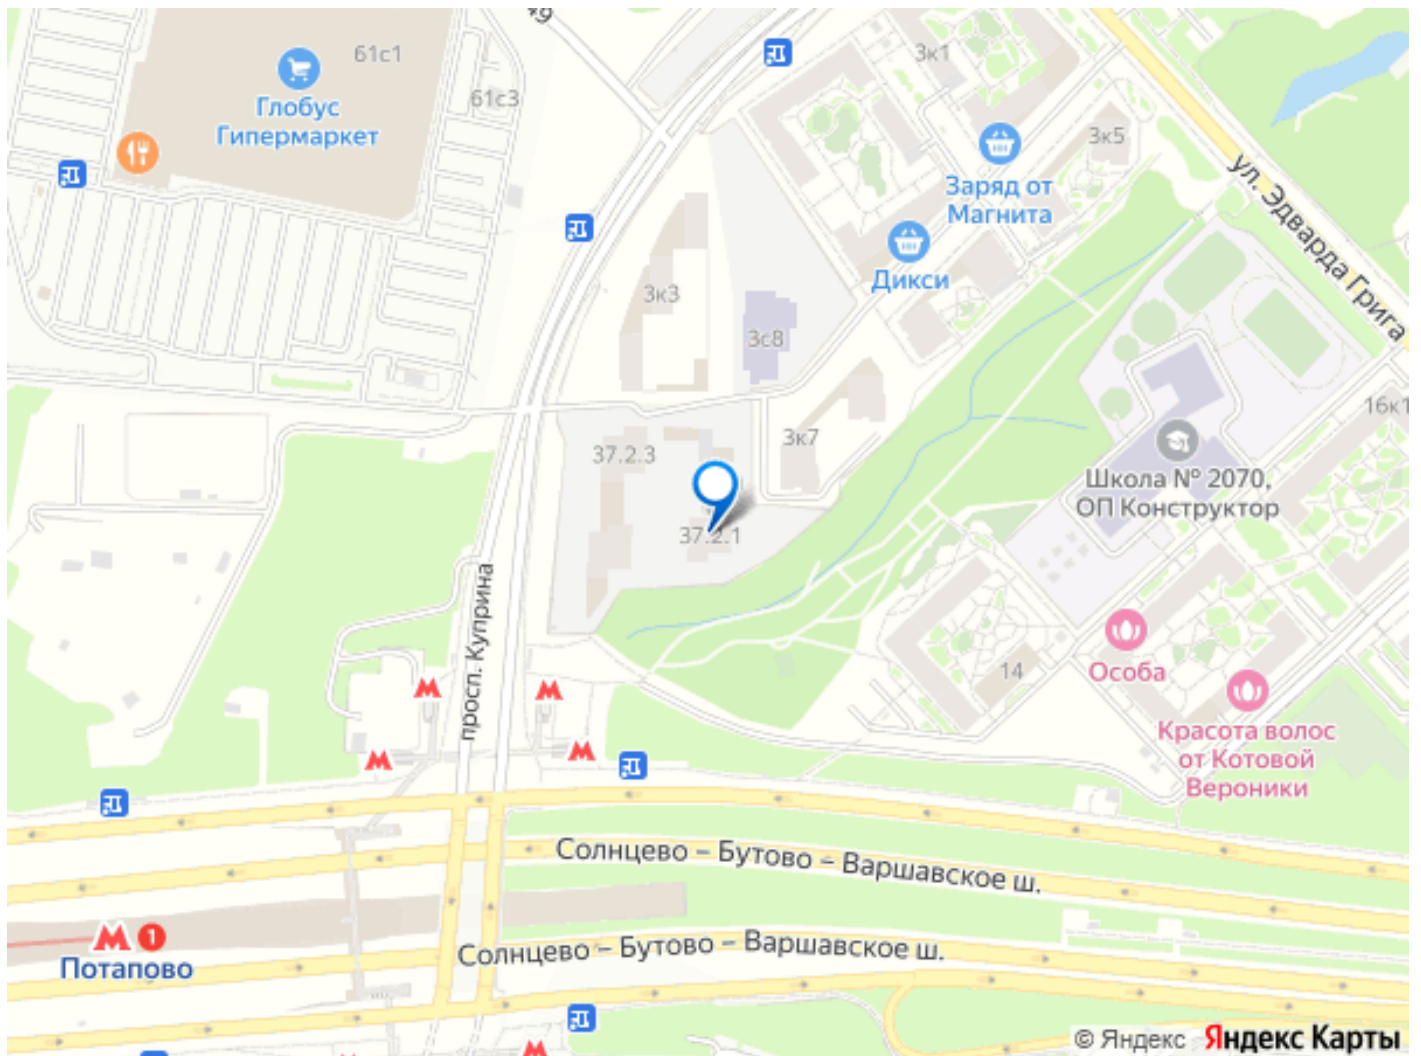 49
61с1
Глобус
Гипермаркет
61с3
3к1
Заряд от
Магнита
3к5
ул. Эдварда Грига
Дикси
3к3
3с8
3к7
16к1
37.2.3
37.2.1
Школа № 2070,
ОП Конструктор
просп. Куприна
14
Особа
Красота волос
от Котовой
Вероники
Солнцево – Бутово – Варшавское ш.
Солнцево – Бутово – Варшавское ш.
1
Потапово
© Яндекс Яндекс Карты